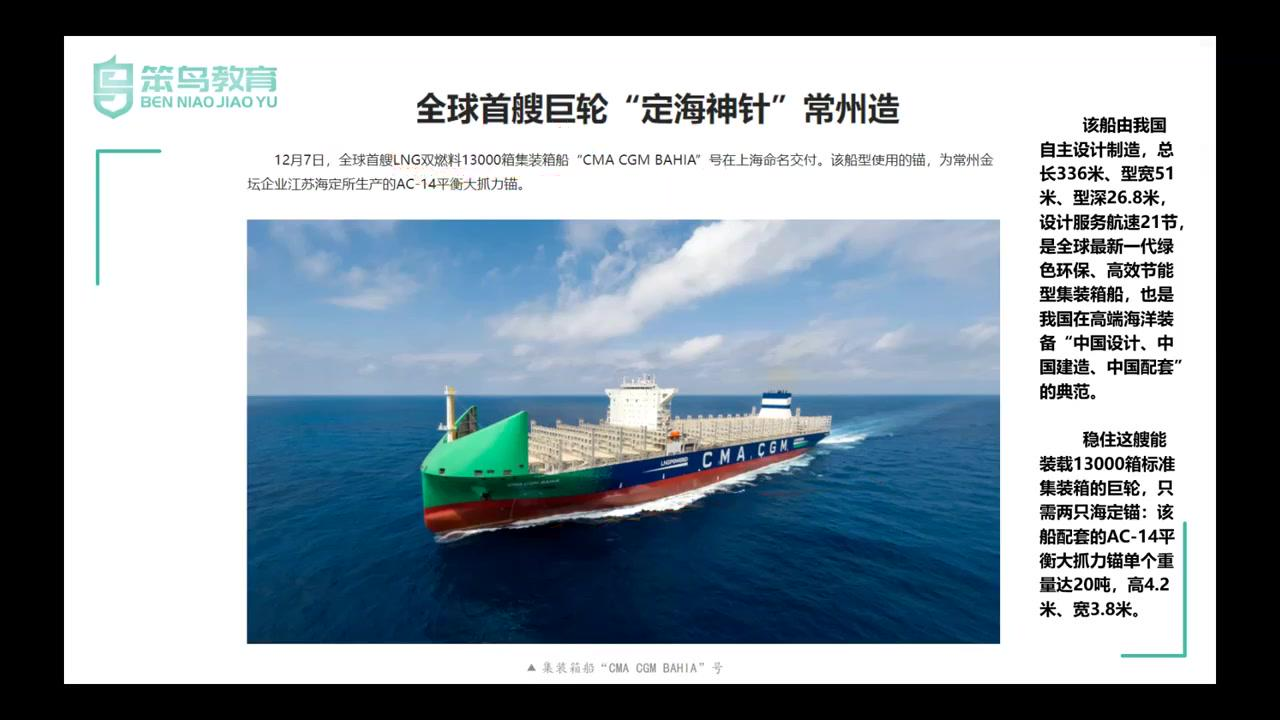 笨鸟教育
BEN NIAO JIAO YU
全球首艘巨轮“定海神针”常州造
12月7日，全球首艘LNG双燃料13000箱集装箱船“CMA CGM BAHIA”号在上海命名交付。该船型使用的锚，为常州金
坛企业江苏海定所生产的AC-14平衡大抓力锚。
LNGPOWERED
CMA CGM
CMA CGM BAHIA
▲ 集装箱船“CMA CGM BAHIA”号
该船由我国
自主设计制造，总
长336米、型宽51
米、型深26.8米，
设计服务航速21节，
是全球最新一代绿
色环保、高效节能
型集装箱船，也是
我国在高端海洋装
备“中国设计、中
国建造、中国配套”
的典范。
稳住这艘能
装载13000箱标准
集装箱的巨轮，只
需两只海定锚：该
船配套的AC-14平
衡大抓力锚单个重
量达20吨，高4.2
米、宽3.8米。